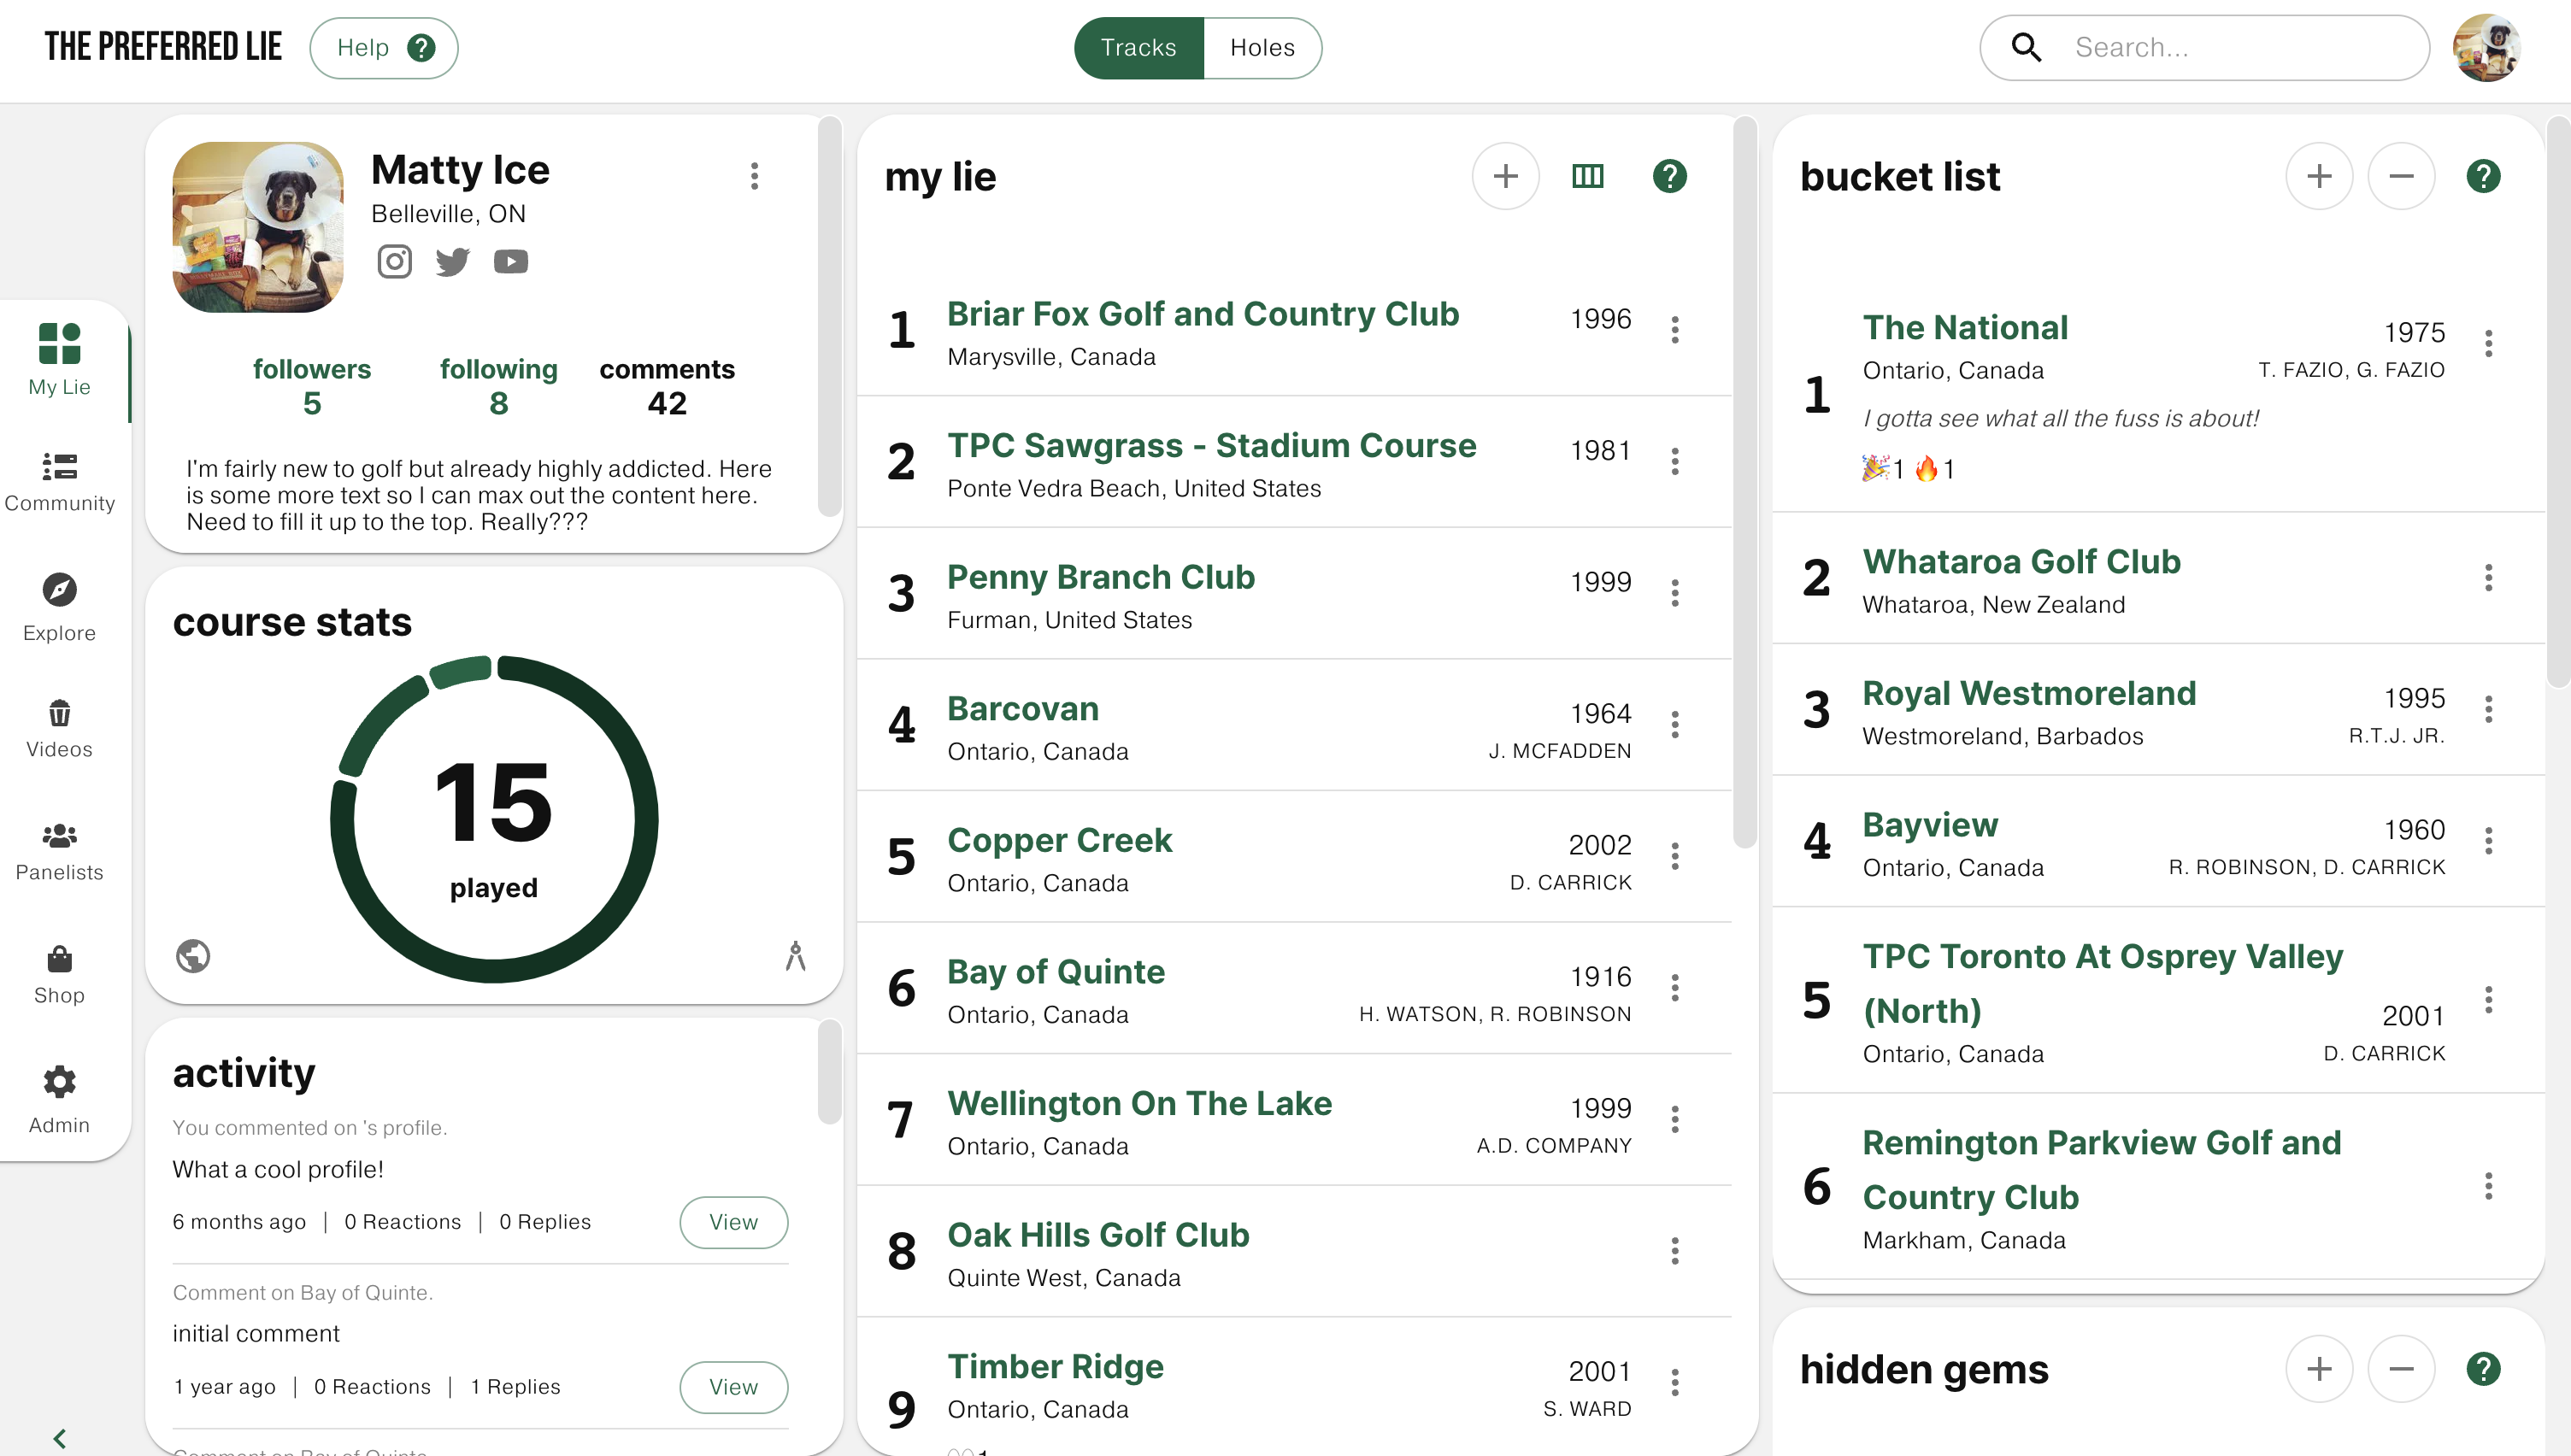 THE PREFERRED LIE
Help ?
Tracks
Holes
Search...
My Lie
Community
Explore
Videos
Panelists
Shop
Admin
Matty Ice
Belleville, ON
followers
5
following
8
comments
42
I'm fairly new to golf but already highly addicted. Here
is some more text so I can max out the content here.
Need to fill it up to the top. Really???
course stats
15
played
activity
You commented on 's profile.
What a cool profile!
6 months ago | 0 Reactions | 0 Replies
View
Comment on Bay of Quinte.
initial comment
1 year ago | 0 Reactions | 1 Replies
View
Comment on Bay of Quinte.
my lie
?
1
Briar Fox Golf and Country Club
1996
Marysville, Canada
2
TPC Sawgrass - Stadium Course
1981
Ponte Vedra Beach, United States
3
Penny Branch Club
1999
Furman, United States
4
Barcovan
1964
Ontario, Canada
J. MCFADDEN
5
Copper Creek
2002
Ontario, Canada
D. CARRICK
6
Bay of Quinte
1916
Ontario, Canada
H. WATSON, R. ROBINSON
7
Wellington On The Lake
1999
Ontario, Canada
A.D. COMPANY
8
Oak Hills Golf Club
Quinte West, Canada
9
Timber Ridge
2001
Ontario, Canada
S. WARD
👀1
bucket list
?
1
The National
1975
Ontario, Canada
T. FAZIO, G. FAZIO
I gotta see what all the fuss is about!
🎉1 🔥1
2
Whataroa Golf Club
Whataroa, New Zealand
3
Royal Westmoreland
1995
Westmoreland, Barbados
R.T.J. JR.
4
Bayview
1960
Ontario, Canada
R. ROBINSON, D. CARRICK
5
TPC Toronto At Osprey Valley
(North)
2001
Ontario, Canada
D. CARRICK
6
Remington Parkview Golf and
Country Club
Markham, Canada
hidden gems
?